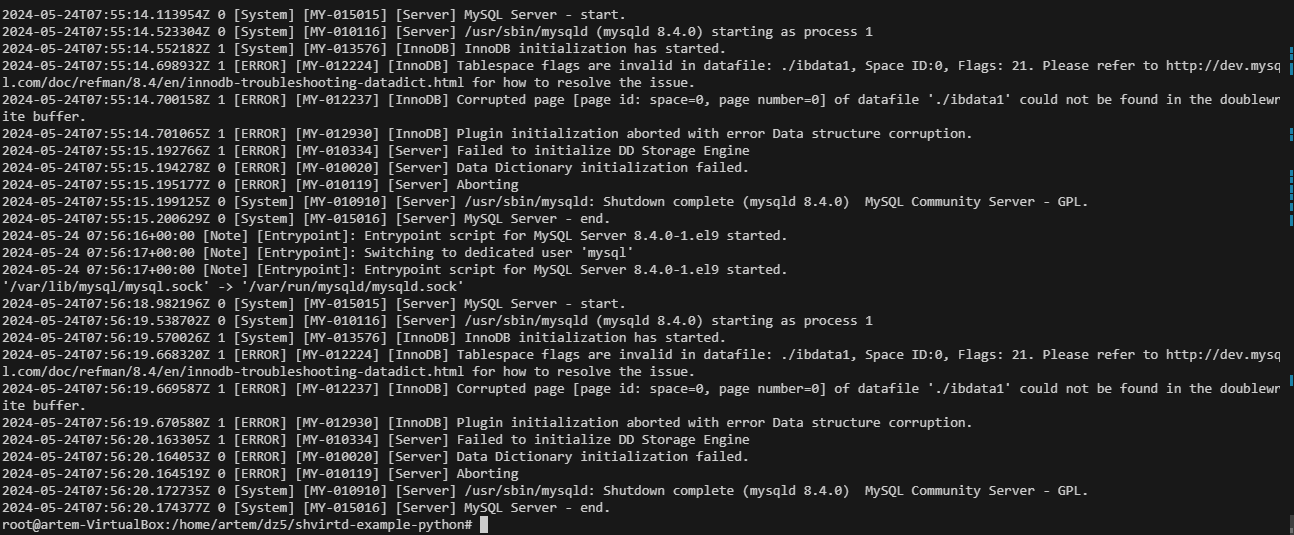 2024-05-24T07:55:14.113954Z 0 [System] [MY-015015] [Server] MySQL Server - start.
2024-05-24T07:55:14.523304Z 0 [System] [MY-010116] [Server] /usr/sbin/mysqld (mysqld 8.4.0) starting as process 1
2024-05-24T07:55:14.552182Z 1 [System] [MY-013576] [InnoDB] InnoDB initialization has started.
2024-05-24T07:55:14.698932Z 1 [ERROR] [MY-012224] [InnoDB] Tablespace flags are invalid in datafile: ./ibdata1, Space ID:0, Flags: 21. Please refer to http://dev.mysq
l.com/doc/refman/8.4/en/innodb-troubleshooting-datadict.html for how to resolve the issue.
2024-05-24T07:55:14.700158Z 1 [ERROR] [MY-012237] [InnoDB] Corrupted page [page id: space=0, page number=0] of datafile './ibdata1' could not be found in the doublewr
ite buffer.
2024-05-24T07:55:14.701065Z 1 [ERROR] [MY-012930] [InnoDB] Plugin initialization aborted with error Data structure corruption.
2024-05-24T07:55:15.192766Z 1 [ERROR] [MY-010334] [Server] Failed to initialize DD Storage Engine
2024-05-24T07:55:15.194278Z 0 [ERROR] [MY-010020] [Server] Data Dictionary initialization failed.
2024-05-24T07:55:15.195177Z 0 [ERROR] [MY-010119] [Server] Aborting
2024-05-24T07:55:15.199125Z 0 [System] [MY-010910] [Server] /usr/sbin/mysqld: Shutdown complete (mysqld 8.4.0)  MySQL Community Server - GPL.
2024-05-24T07:55:15.200629Z 0 [System] [MY-015016] [Server] MySQL Server - end.
2024-05-24 07:56:16+00:00 [Note] [Entrypoint]: Entrypoint script for MySQL Server 8.4.0-1.el9 started.
2024-05-24 07:56:17+00:00 [Note] [Entrypoint]: Switching to dedicated user 'mysql'
2024-05-24 07:56:17+00:00 [Note] [Entrypoint]: Entrypoint script for MySQL Server 8.4.0-1.el9 started.
'/var/lib/mysql/mysql.sock' -> '/var/run/mysqld/mysqld.sock'
2024-05-24T07:56:18.982196Z 0 [System] [MY-015015] [Server] MySQL Server - start.
2024-05-24T07:56:19.538702Z 0 [System] [MY-010116] [Server] /usr/sbin/mysqld (mysqld 8.4.0) starting as process 1
2024-05-24T07:56:19.570026Z 1 [System] [MY-013576] [InnoDB] InnoDB initialization has started.
2024-05-24T07:56:19.668320Z 1 [ERROR] [MY-012224] [InnoDB] Tablespace flags are invalid in datafile: ./ibdata1, Space ID:0, Flags: 21. Please refer to http://dev.mysq
l.com/doc/refman/8.4/en/innodb-troubleshooting-datadict.html for how to resolve the issue.
2024-05-24T07:56:19.669587Z 1 [ERROR] [MY-012237] [InnoDB] Corrupted page [page id: space=0, page number=0] of datafile './ibdata1' could not be found in the doublewr
ite buffer.
2024-05-24T07:56:19.670580Z 1 [ERROR] [MY-012930] [InnoDB] Plugin initialization aborted with error Data structure corruption.
2024-05-24T07:56:20.163305Z 1 [ERROR] [MY-010334] [Server] Failed to initialize DD Storage Engine
2024-05-24T07:56:20.164053Z 0 [ERROR] [MY-010020] [Server] Data Dictionary initialization failed.
2024-05-24T07:56:20.164519Z 0 [ERROR] [MY-010119] [Server] Aborting
2024-05-24T07:56:20.172735Z 0 [System] [MY-010910] [Server] /usr/sbin/mysqld: Shutdown complete (mysqld 8.4.0)  MySQL Community Server - GPL.
2024-05-24T07:56:20.174377Z 0 [System] [MY-015016] [Server] MySQL Server - end.
root@artem-VirtualBox:/home/artem/dz5/shvirtd-example-python#